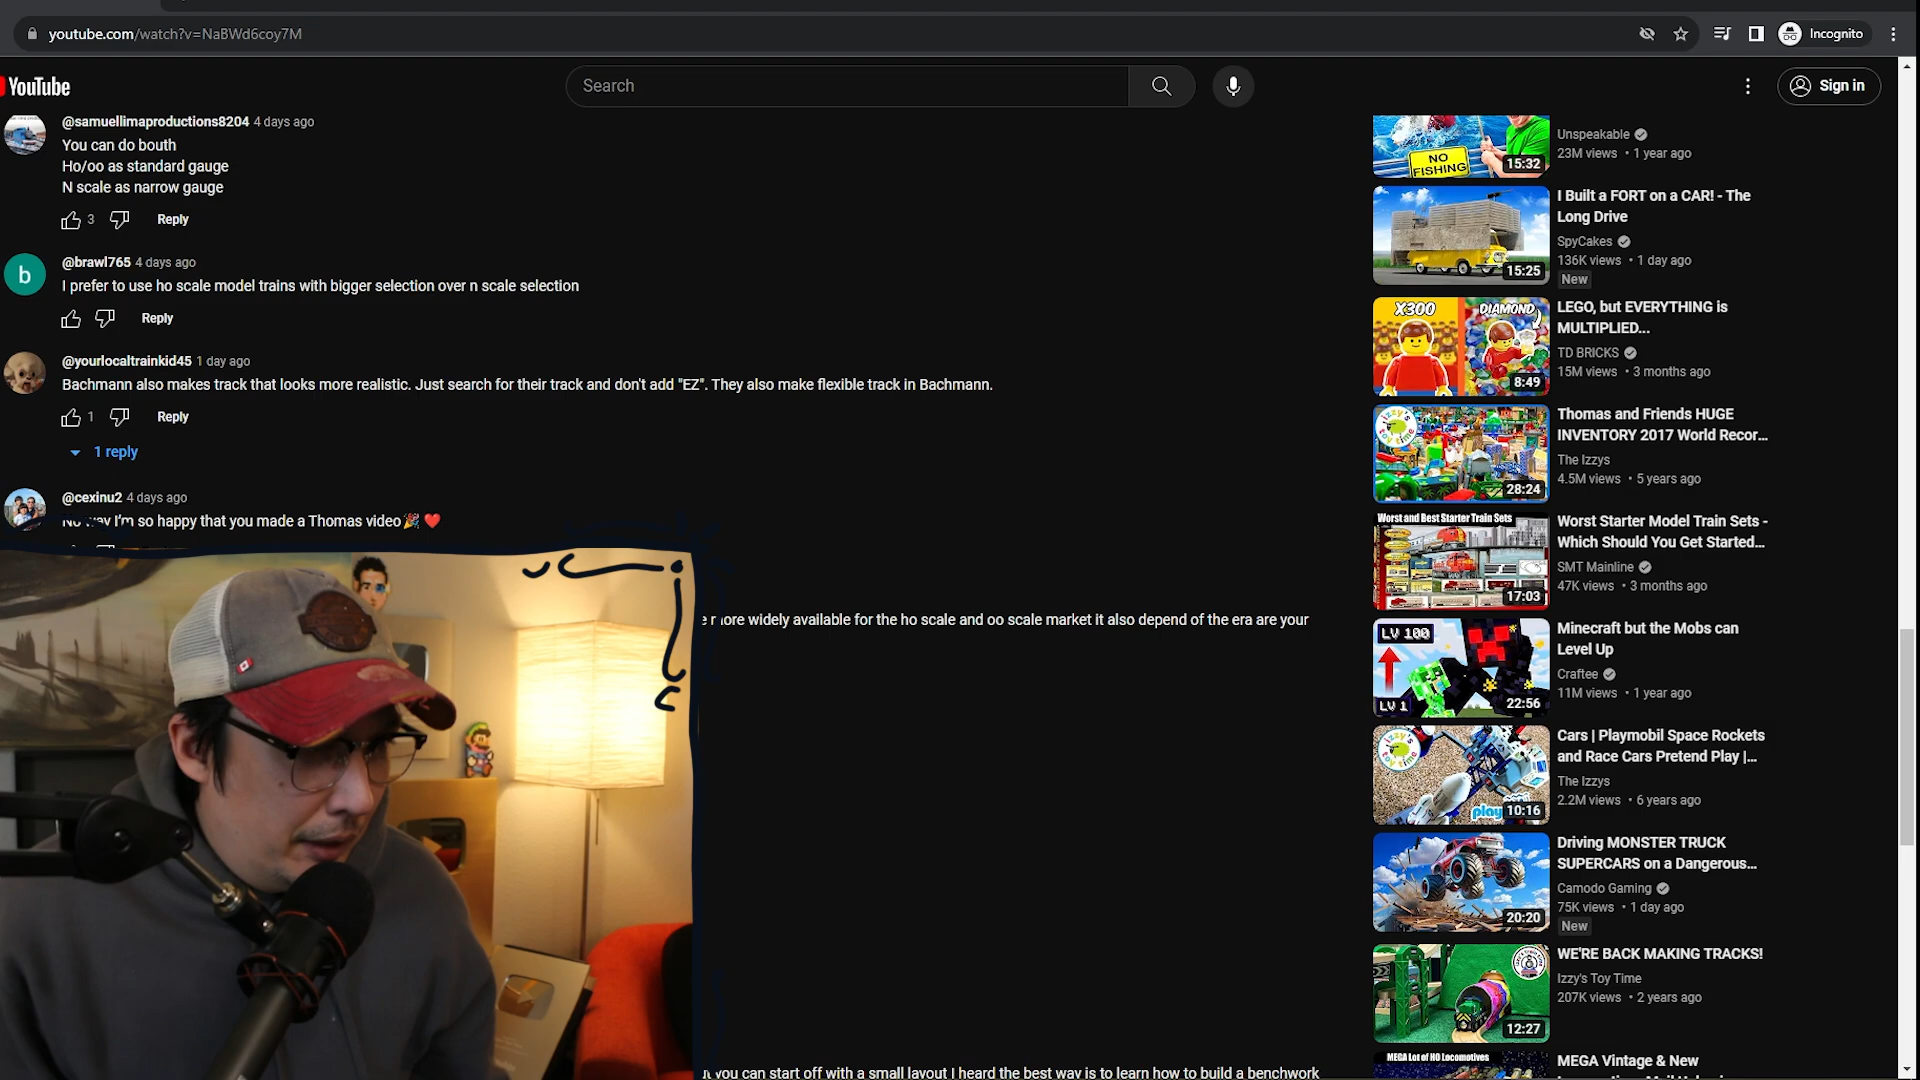 youtube.com/watch?v=NaBWd6coy7M
Incognito
YouTube
Search
Sign in
@samuellimaproductions8204 4 days ago
You can do bouth
Ho/oo as standard gauge
N scale as narrow gauge
3
Reply
@brawl765 4 days ago
b
I prefer to use ho scale model trains with bigger selection over n scale selection
Reply
@yourlocaltrainkid45 1 day ago
Bachmann also makes track that looks more realistic. Just search for their track and don't add "EZ". They also make flexible track in Bachmann.
1
Reply
1 reply
@cexinu2 4 days ago
No way I'm so happy that you made a Thomas video🎉 ❤️
more widely available for the ho scale and oo scale market it also depend of the era are your
you can start off with a small layout I heard the best way is to learn how to build a benchwork
NO
FISHING
15:32
Unspeakable
23M views • 1 year ago
15:25
I Built a FORT on a CAR! - The
Long Drive
SpyCakes
136K views • 1 day ago
New
X300
DIAMOND
8:49
LEGO, but EVERYTHING is
MULTIPLIED...
TD BRICKS
15M views • 3 months ago
izzy's
toy time
28:24
Thomas and Friends HUGE
INVENTORY 2017 World Recor...
The Izzys
4.5M views • 5 years ago
Worst and Best Starter Train Sets
17:03
Worst Starter Model Train Sets -
Which Should You Get Started...
SMT Mainline
47K views • 3 months ago
LV 100
LV 1
22:56
Minecraft but the Mobs can
Level Up
Craftee
11M views • 1 year ago
izzy's
toy time
play
10:16
Cars | Playmobil Space Rockets
and Race Cars Pretend Play |...
The Izzys
2.2M views • 6 years ago
20:20
Driving MONSTER TRUCK
SUPERCARS on a Dangerous...
Camodo Gaming
75K views • 1 day ago
New
12:27
WE'RE BACK MAKING TRACKS!
Izzy's Toy Time
207K views • 2 years ago
MEGA Lot of HO Locomotives
MEGA Vintage & New